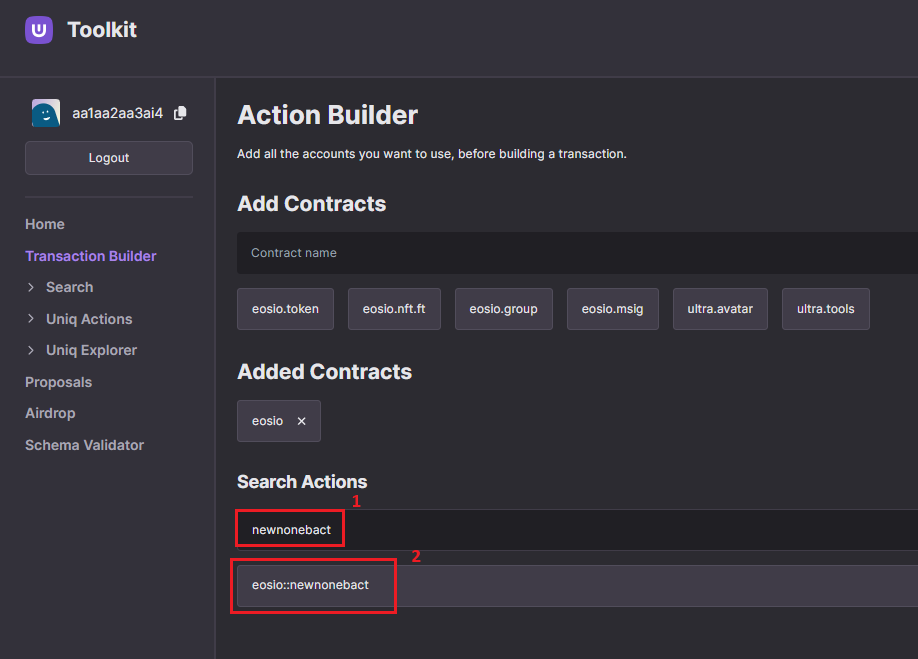 Toolkit
aa1aa2aa3ai4
Logout
Home
Transaction Builder
Search
Uniq Actions
Uniq Explorer
Proposals
Airdrop
Schema Validator
Action Builder
Add all the accounts you want to use, before building a transaction.
Add Contracts
Contract name
eosio.token eosio.nft.ft eosio.group eosio.msig ultra.avatar ultra.tools
Added Contracts
eosio ×
Search Actions
1
newnonebact
2
eosio::newnonebact